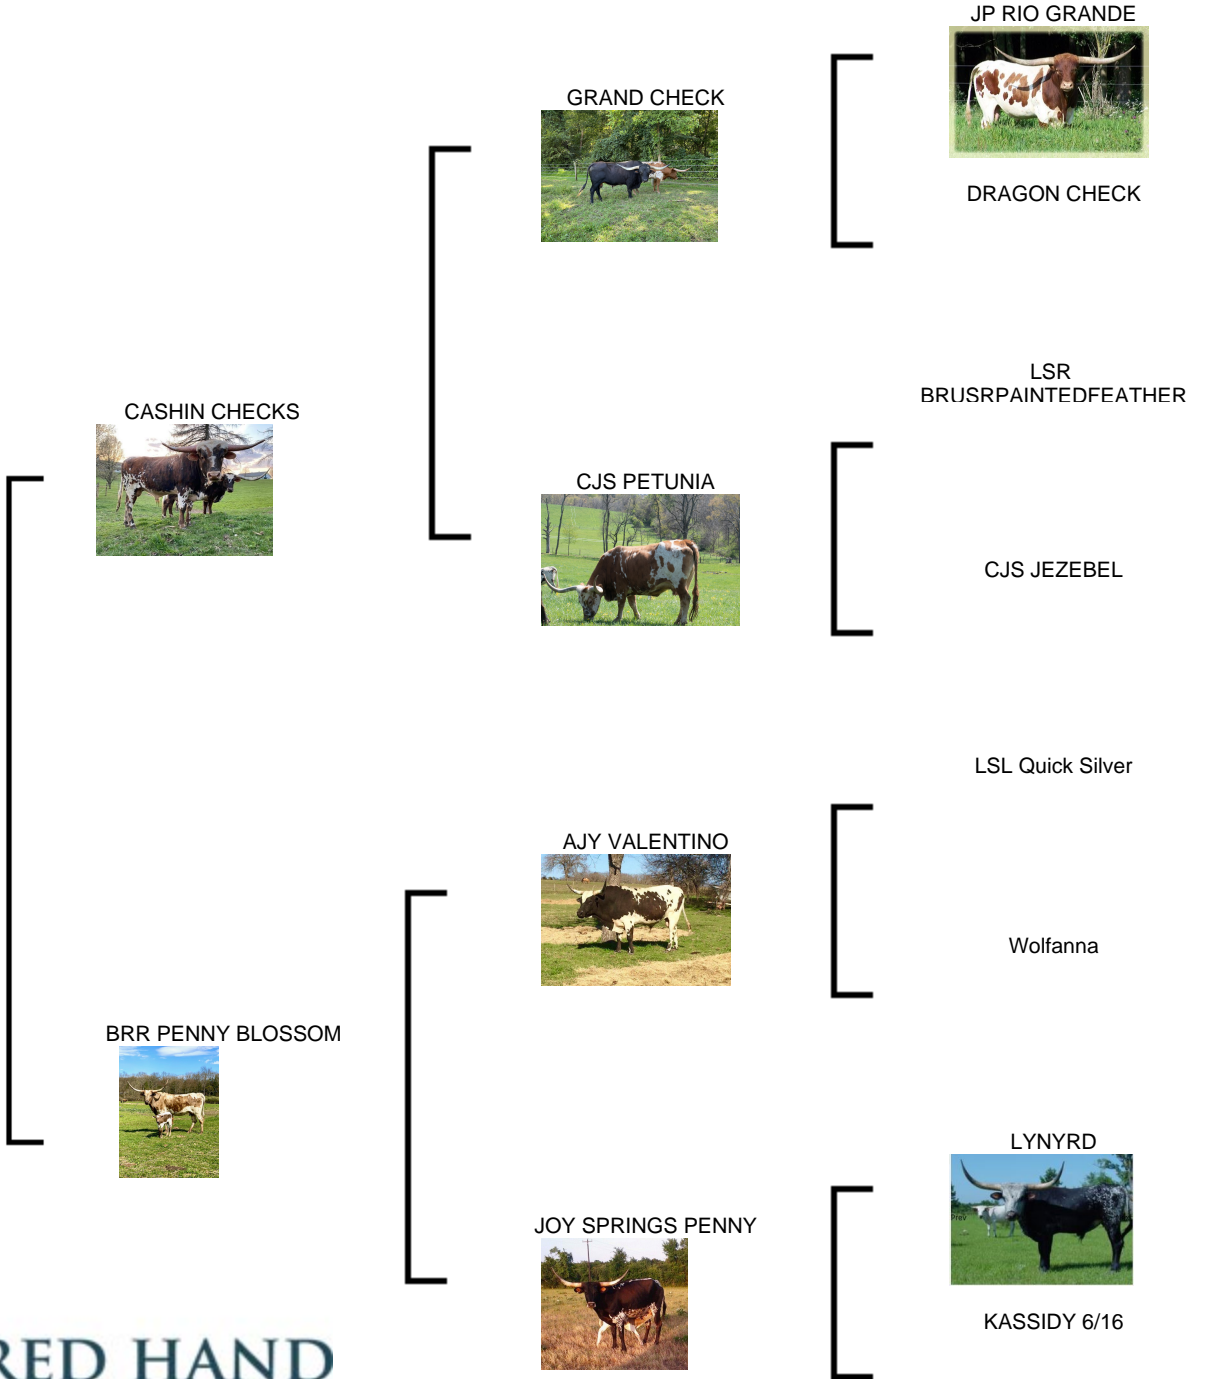 JP RIO GRANDE
GRAND CHECK
DRAGON CHECK
LSR
BRUSRPAINTEDFEATHER
CASHIN CHECKS
CJS PETUNIA
CJS JEZEBEL
LSL Quick Silver
AJY VALENTINO
Wolfanna
BRR PENNY BLOSSOM
LYNYRD
Prev
JOY SPRINGS PENNY
KASSIDY 6/16
RED HAND